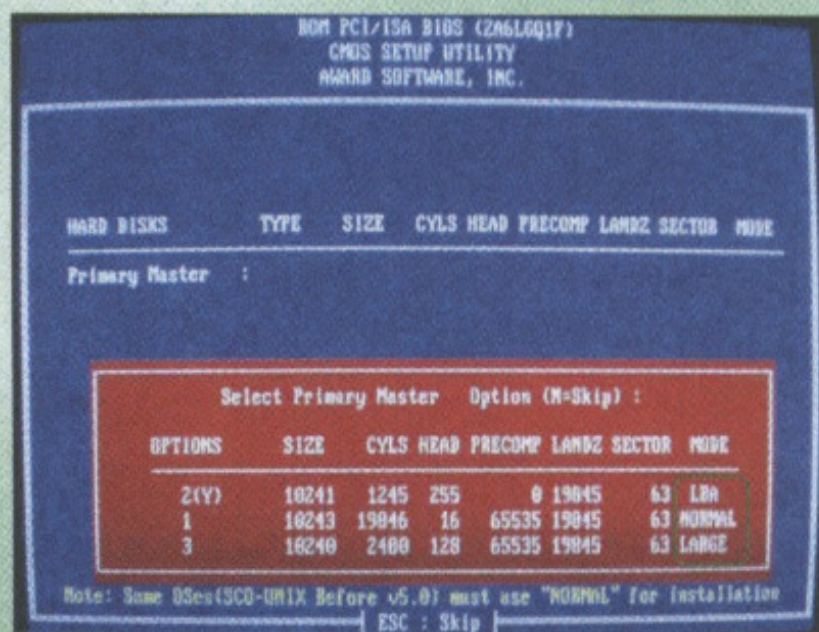 ROM PCI/ISA BIOS (2A6LGQ1F)
CMOS SETUP UTILITY
AWARD SOFTWARE, INC.
HARD DISKS TYPE SIZE CYLS HEAD PRECOMP LANDZ SECTOR MODE
Primary Master :
Select Primary Master Option (N=Skip) :
OPTIONS SIZE CYLS HEAD PRECOMP LANDZ SECTOR MODE
2(Y) 10241 1245 255 0 19845 63 LBA
1 10243 19846 16 65535 19845 63 NORMAL
3 10240 2480 128 65535 19845 63 LARGE
Note: Some OSes(SCO-UNIX Before v5.0) must use "NORMAL" for installation
ESC : Skip